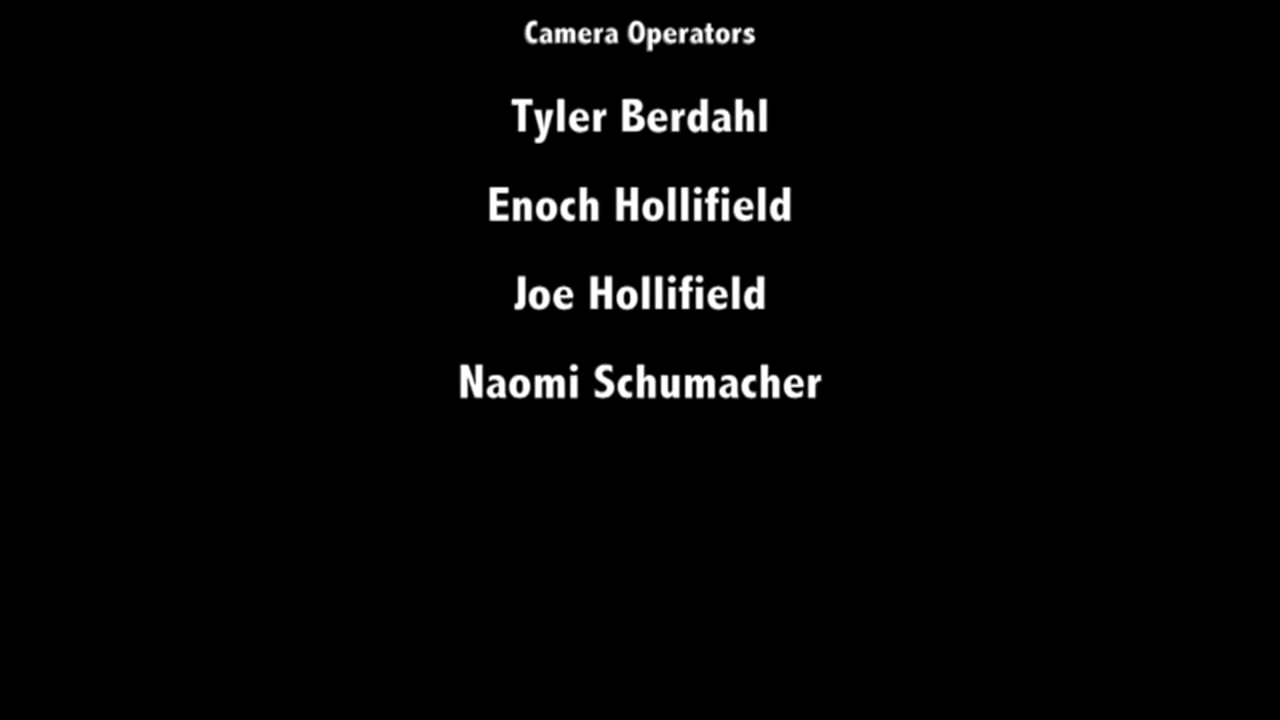 Camera Operators
Tyler Berdahl
Enoch Hollifield
Joe Hollifield
Naomi Schumacher